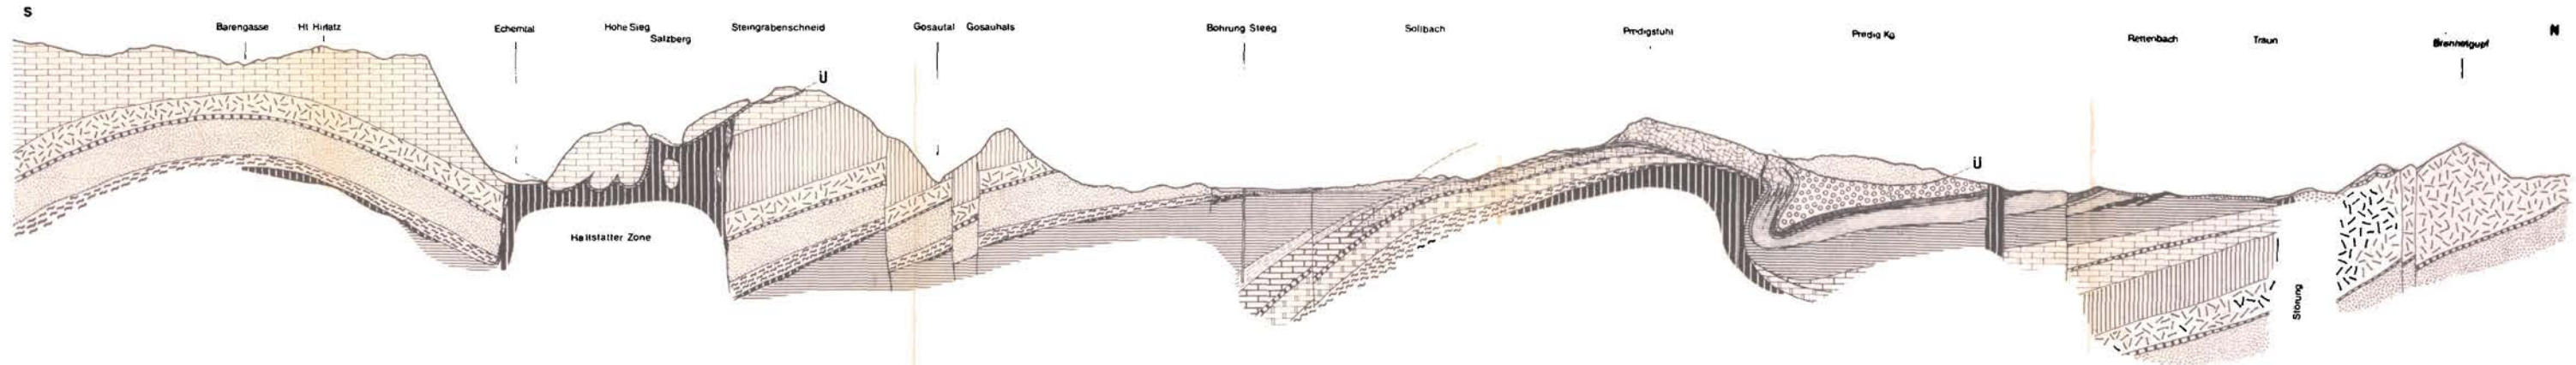 S
Barengasse
Ht Hirlatz
Echerntal
Hohe Sieg
Salzberg
Steingrabenschneid
Gosautal
Gosauhals
Bohrung Steeg
Sollbach
Predigstuhl
Predig Kg
Rettenbach
Traun
N
Ü
Ü
Hallstätter Zone
Störung